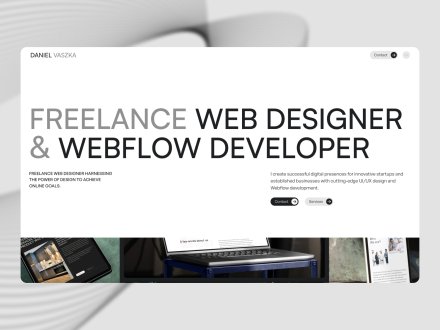 DÁNIEL VASZKA
Contact
FREELANCE WEB DESIGNER
& WEBFLOW DEVELOPER
FREELANCE WEB DESIGNER HARNESSING
THE POWER OF DESIGN TO ACHIEVE
ONLINE GOALS.
I create successful digital presences for innovative startups and
established businesses with cutting-edge UI/UX design and
Webflow development.
Contact
Services